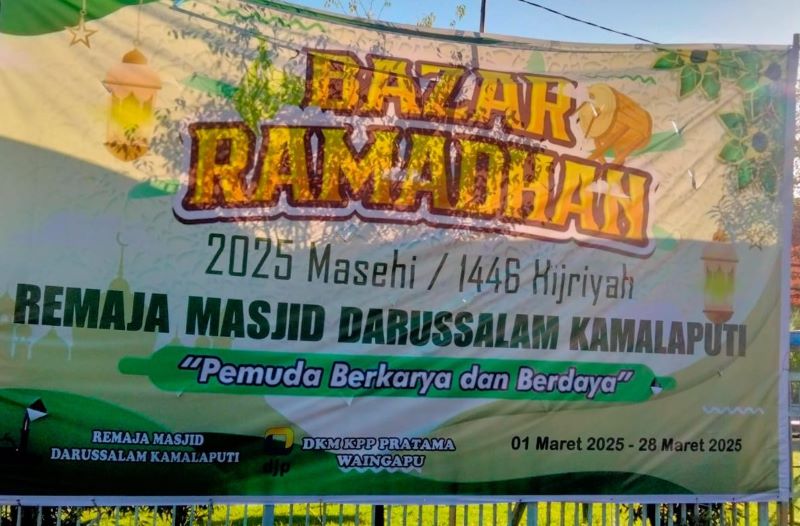 BAZAR
RAMADHAN
2025 Masehi / 1446 Hijriyah
REMAJA MASJID DARUSSALAM KAMALAPUTI
"Pemuda Berkarya dan Berdaya"
REMAJA MASJID
DARUSSALAM KAMALAPUTI
djp
DKM KPP PRATAMA
WAINGAPU
01 Maret 2025 - 28 Maret 2025